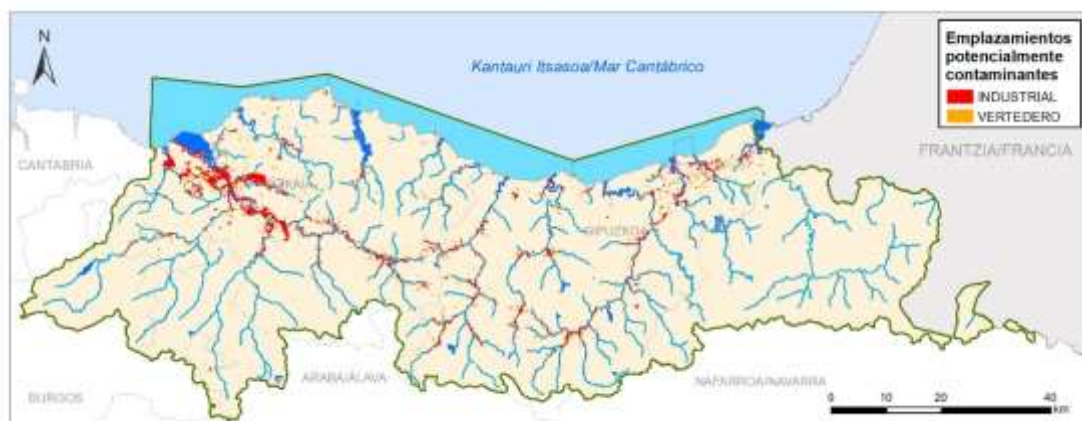 N
Kantauri Itsasoa/Mar Cantábrico
Emplazamientos
potencialmente
contaminantes
INDUSTRIAL
VERTEDERO
CANTABRIA
FRANTZIA/FRANCIA
BIZKAIA
GIPUZKOA
ARABA/ÁLAVA
NAFARROA/NAVARRA
BURGOS
0 10 20 40
km